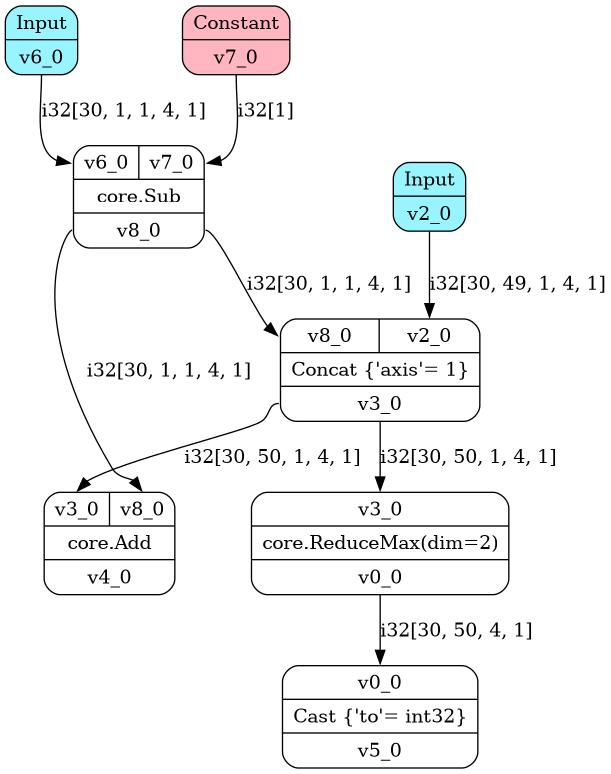 Input
v6_0
Constant
v7_0
i32[30, 1, 1, 4, 1]
i32[1]
v6_0 v7_0
core.Sub
v8_0
Input
v2_0
i32[30, 1, 1, 4, 1]
i32[30, 49, 1, 4, 1]
v8_0 v2_0
Concat {'axis'= 1}
v3_0
i32[30, 1, 1, 4, 1]
i32[30, 50, 1, 4, 1]
i32[30, 50, 1, 4, 1]
v3_0 v8_0
core.Add
v4_0
v3_0
core.ReduceMax(dim=2)
v0_0
i32[30, 50, 4, 1]
v0_0
Cast {'to'= int32}
v5_0